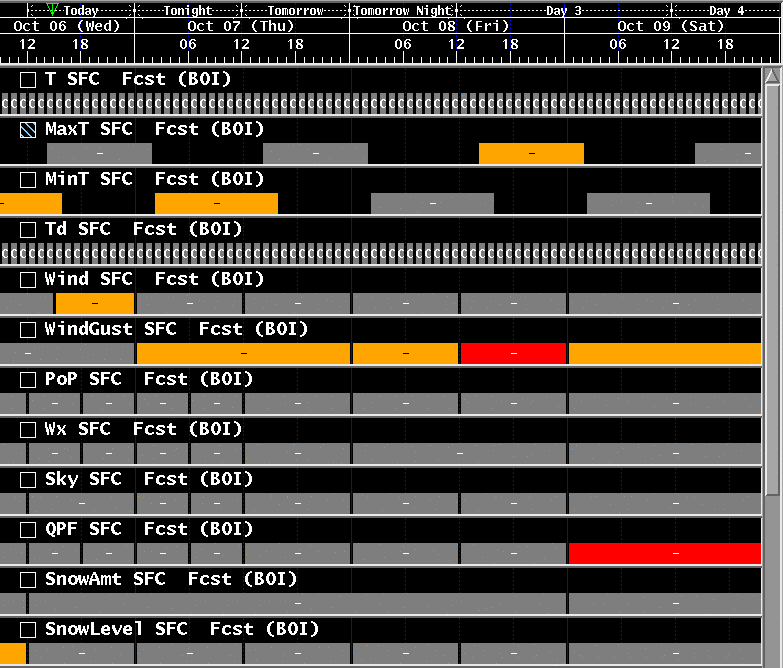 Today Tonight Tomorrow Tomorrow Night Day 3 Day 4
Oct 06 (Wed) Oct 07 (Thu) Oct 08 (Fri) Oct 09 (Sat)
12 18 06 12 18 06 12 18 06 12 18
T SFC Fcst (BOI)
MaxT SFC Fcst (BOI)
MinT SFC Fcst (BOI)
Td SFC Fcst (BOI)
Wind SFC Fcst (BOI)
WindGust SFC Fcst (BOI)
PoP SFC Fcst (BOI)
Wx SFC Fcst (BOI)
Sky SFC Fcst (BOI)
QPF SFC Fcst (BOI)
SnowAmt SFC Fcst (BOI)
SnowLevel SFC Fcst (BOI)